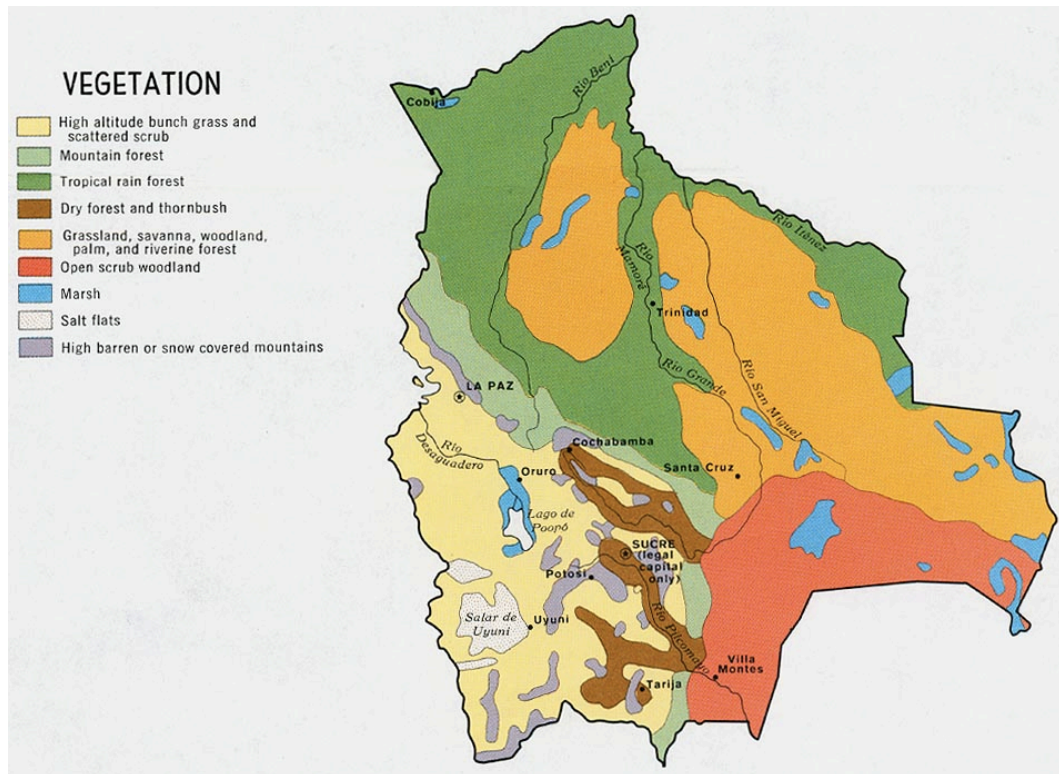 VEGETATION
High altitude bunch grass and
scattered scrub
Mountain forest
Tropical rain forest
Dry forest and thornbush
Grassland, savanna, woodland,
palm, and riverine forest
Open scrub woodland
Marsh
Salt flats
High barren or snow covered mountains
Cobija
Río Beni
Río Iténez
Río
Mamoré
Trinidad
Río Grande
Río San Miguel
LA PAZ
Río
Desaguadero
Cochabamba
Oruro
Santa Cruz
Lago de
Poopó
SUCRE
(legal
capital
only)
Potosí
Salar de
Uyuni
Uyuni
Río Pilcomayo
Villa
Montes
Tarija